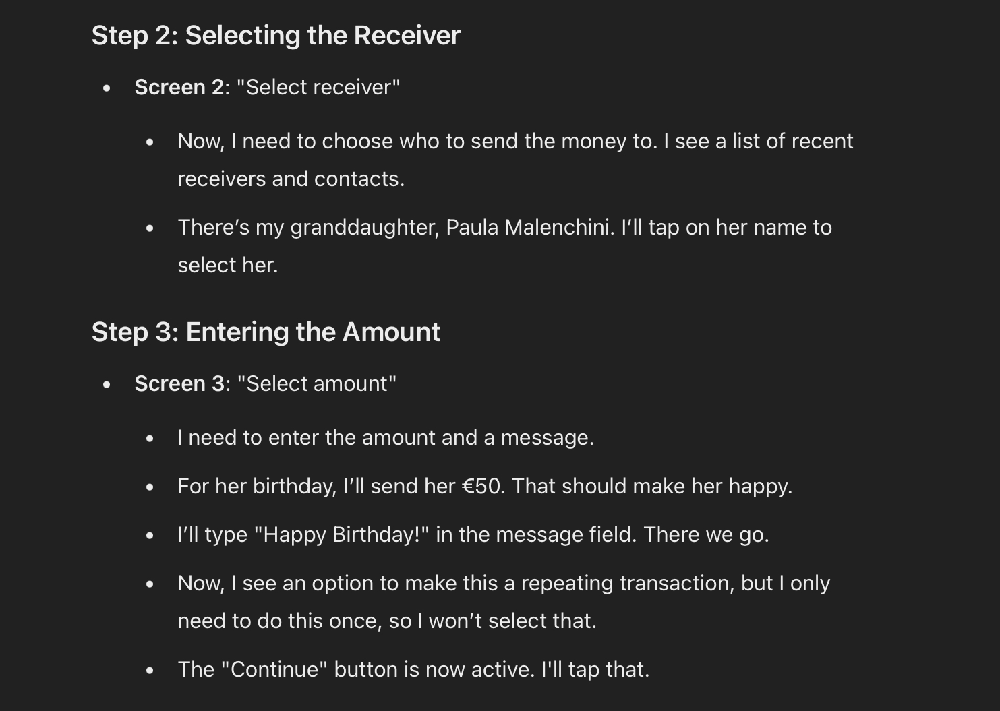 Step 2: Selecting the Receiver
• Screen 2: "Select receiver"
• Now, I need to choose who to send the money to. I see a list of recent
receivers and contacts.
• There’s my granddaughter, Paula Malenchini. I’ll tap on her name to
select her.
Step 3: Entering the Amount
• Screen 3: "Select amount"
• I need to enter the amount and a message.
• For her birthday, I’ll send her €50. That should make her happy.
• I’ll type "Happy Birthday!" in the message field. There we go.
• Now, I see an option to make this a repeating transaction, but I only
need to do this once, so I won’t select that.
• The "Continue" button is now active. I'll tap that.